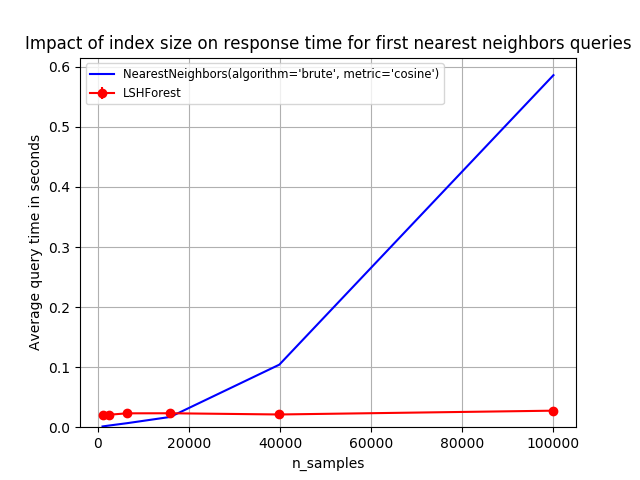 Impact of index size on response time for first nearest neighbors queries
NearestNeighbors(algorithm='brute', metric='cosine')
LSHForest
Average query time in seconds
0.6
0.5
0.4
0.3
0.2
0.1
0.0
0 20000 40000 60000 80000 100000
n_samples